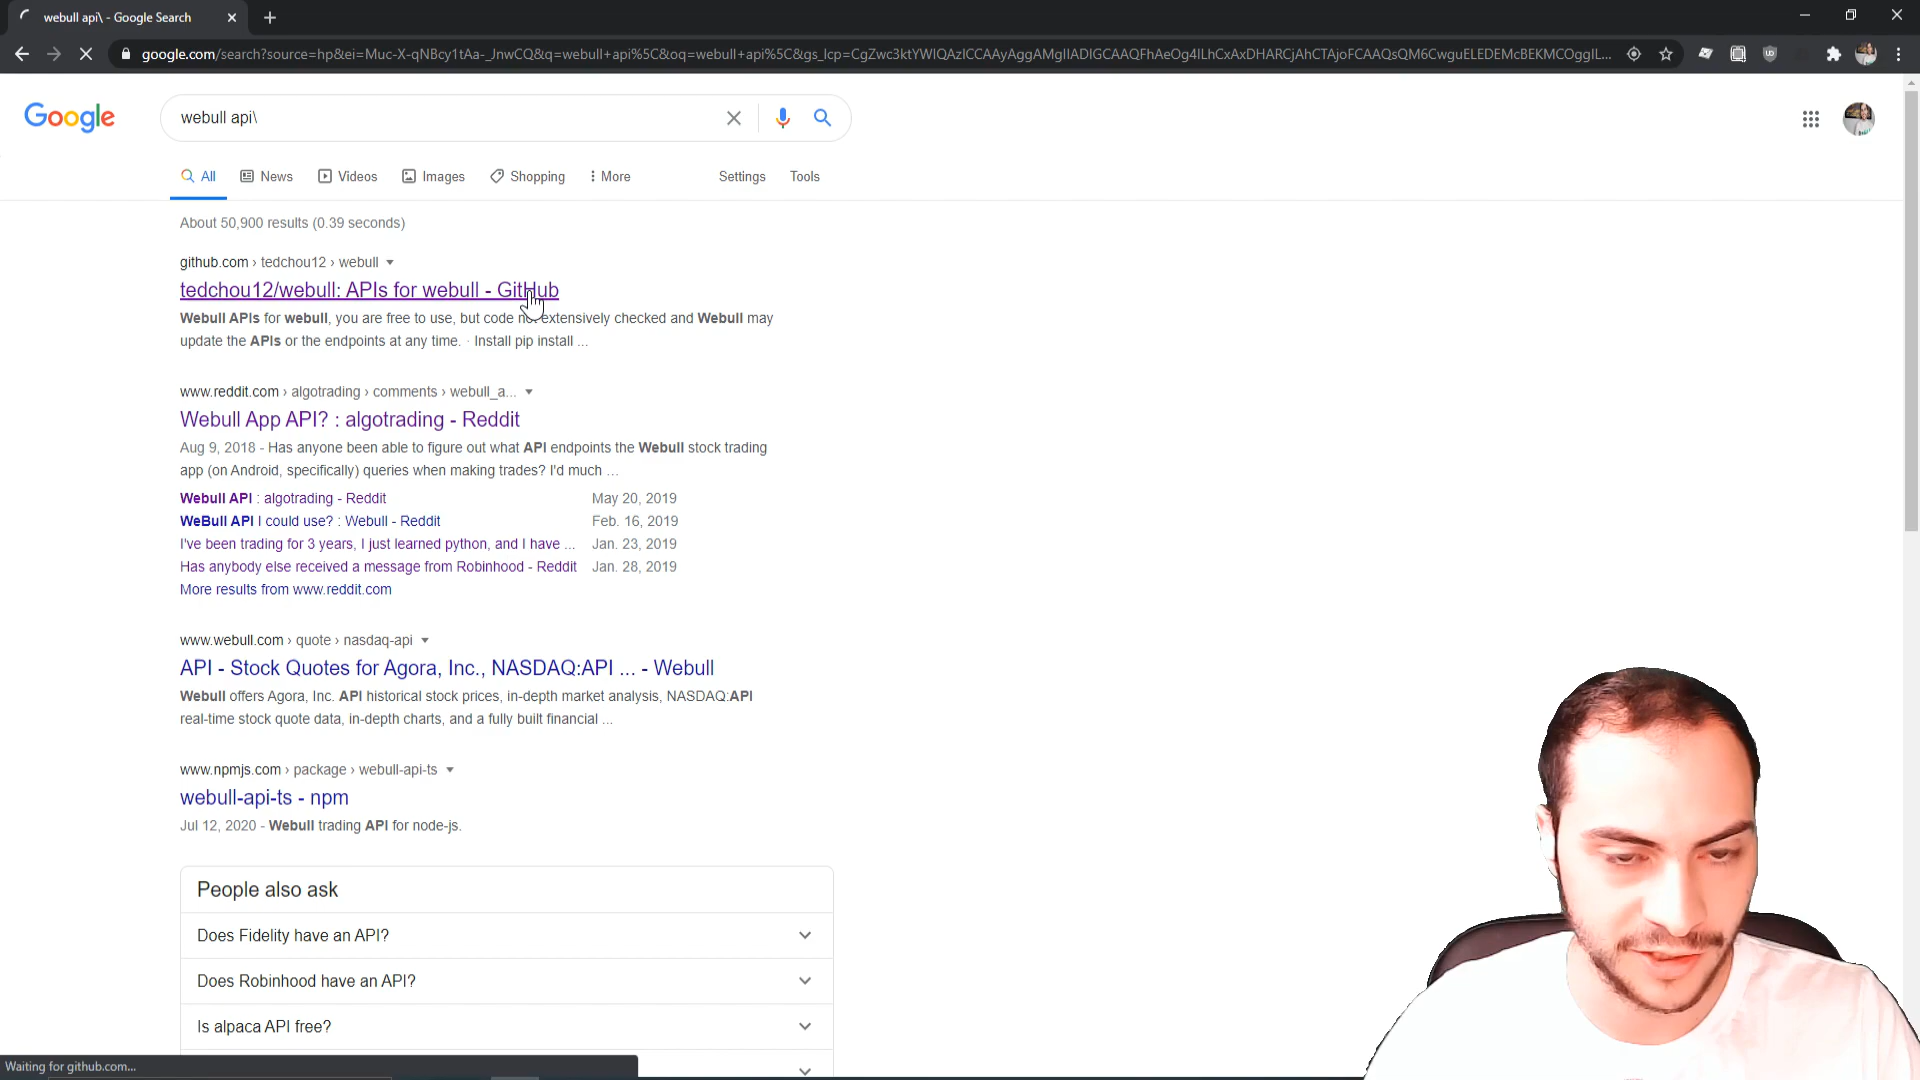 webull api\ - Google Search
google.com/search?source=hp&ei=Muc-X-qNBcy1tAa-_JnwCQ&q=webull+api%5C&oq=webull+api%5C&gs_lcp=CgZwc3ktYWIQAzICCAAyAggAMgIIADIGCAAQFhAeOg4ILhCxAxDHARCjAhCTAjoFCAAQsQM6CwguELEDEMcBEKMCOggIL...
Google
webull api\
All
News
Videos
Images
Shopping
More
Settings
Tools
About 50,900 results (0.39 seconds)
github.com › tedchou12 › webull
tedchou12/webull: APIs for webull - GitHub
Webull APIs for webull, you are free to use, but code not extensively checked and Webull may
update the APIs or the endpoints at any time. · Install pip install ...
www.reddit.com › algotrading › comments › webull_a...
Webull App API? : algotrading - Reddit
Aug 9, 2018 - Has anyone been able to figure out what API endpoints the Webull stock trading
app (on Android, specifically) queries when making trades? I'd much ...
Webull API : algotrading - Reddit May 20, 2019
WeBull API I could use? : Webull - Reddit Feb. 16, 2019
I've been trading for 3 years, I just learned python, and I have ... Jan. 23, 2019
Has anybody else received a message from Robinhood - Reddit Jan. 28, 2019
More results from www.reddit.com
www.webull.com › quote › nasdaq-api
API - Stock Quotes for Agora, Inc., NASDAQ:API ... - Webull
Webull offers Agora, Inc. API historical stock prices, in-depth market analysis, NASDAQ:API
real-time stock quote data, in-depth charts, and a fully built financial ...
www.npmjs.com › package › webull-api-ts
webull-api-ts - npm
Jul 12, 2020 - Webull trading API for node-js.
People also ask
Does Fidelity have an API?
Does Robinhood have an API?
Is alpaca API free?
Waiting for github.com...